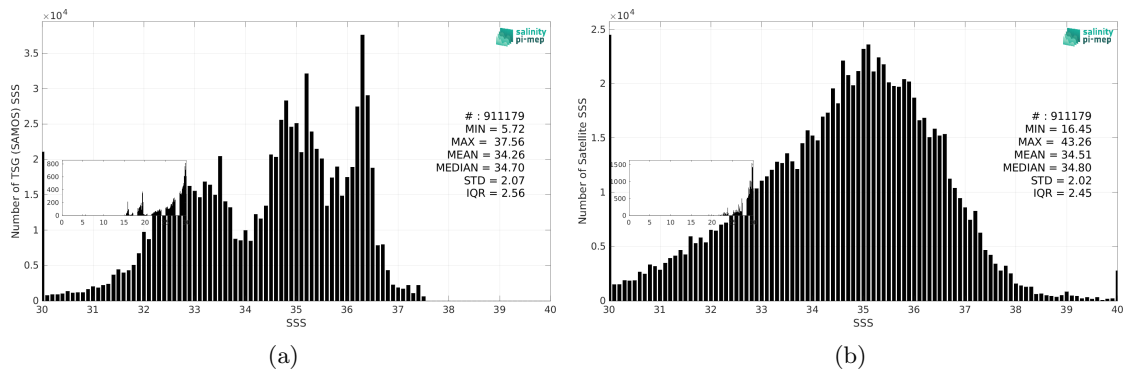 ×10⁴
3.5
3
2.5
2
1.5
1
0.5
0
Number of TSG (SAMOS) SSS
30 31 32 33 34 35 36 37 38 39 40
SSS
800
600
400
200
0
0 5 10 15 20 25
salinity
pi-mep
# : 911179
MIN = 5.72
MAX = 37.56
MEAN = 34.26
MEDIAN = 34.70
STD = 2.07
IQR = 2.56
(a)
×10⁴
2.5
2
1.5
1
0.5
0
Number of Satellite SSS
30 31 32 33 34 35 36 37 38 39 40
SSS
1500
1000
500
0
0 5 10 15 20 25
salinity
pi-mep
# : 911179
MIN = 16.45
MAX = 43.26
MEAN = 34.51
MEDIAN = 34.80
STD = 2.02
IQR = 2.45
(b)